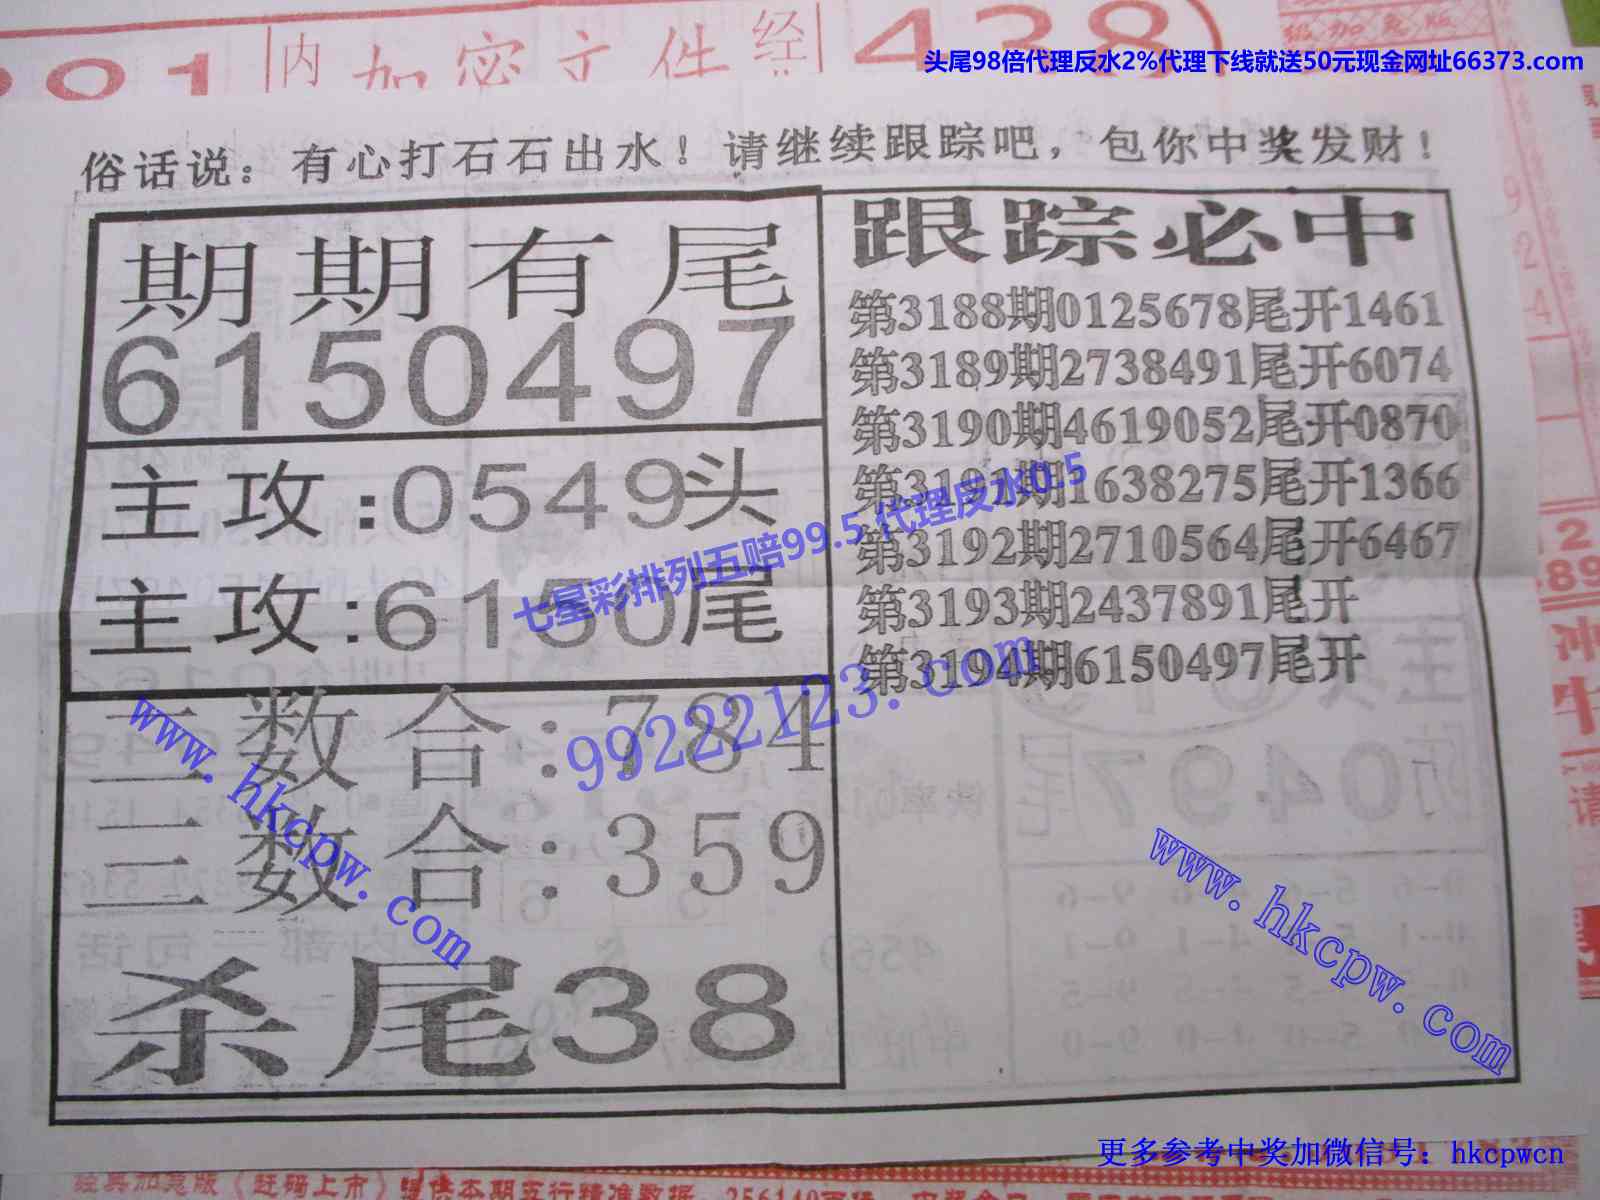 901 内 加密文件 经 438
头尾98倍代理反水2%代理下线就送50元现金网址66373.com
俗话说：有心打石石出水！请继续跟踪吧，包你中奖发财！
期期有尾
6150497
主攻:0549头
主攻:6150尾
二数合:784
三数合:359
杀尾38
跟踪必中
第3188期0125678尾开1461
第3189期2738491尾开6074
第3190期4619052尾开0870
第3191期1638275尾开1366
第3192期2710564尾开6467
第3193期2437891尾开
第3194期6150497尾开
七星彩排列五赔99.5 代理反水0.5
99222123.com
www.hkcpw.com
www.hkcpw.com
更多参考中奖加微信号：hkcpwcn